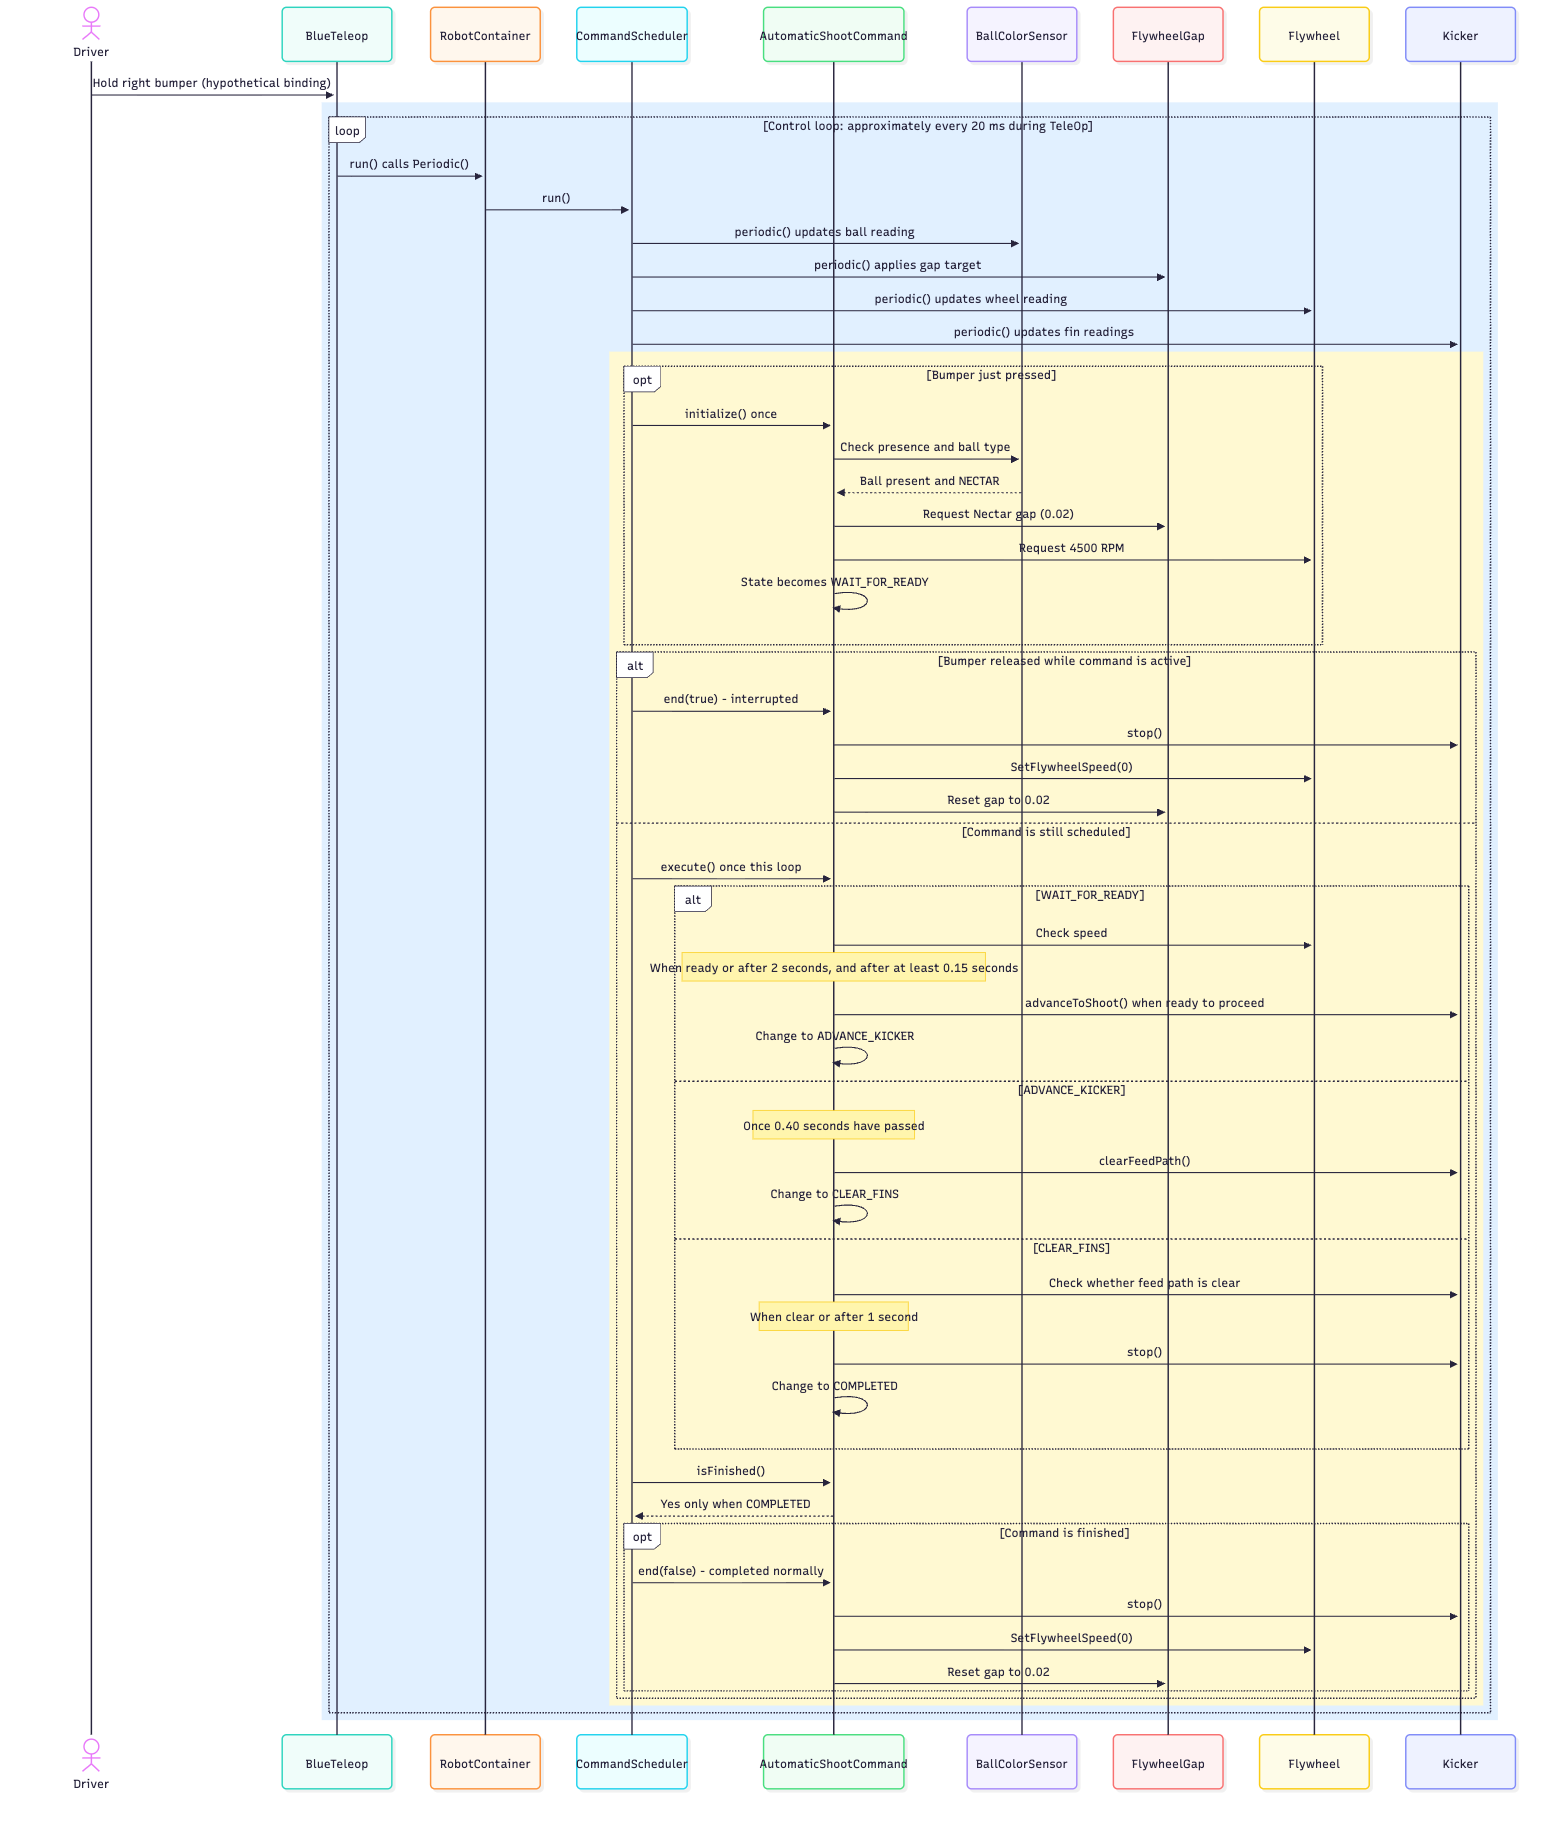 Driver
BlueTeleop
RobotContainer
CommandScheduler
AutomaticShootCommand
BallColorSensor
FlywheelGap
Flywheel
Kicker
Hold right bumper (hypothetical binding)
loop
[Control loop: approximately every 20 ms during TeleOp]
run() calls Periodic()
run()
periodic() updates ball reading
periodic() applies gap target
periodic() updates wheel reading
periodic() updates fin readings
opt
[Bumper just pressed]
initialize() once
Check presence and ball type
Ball present and NECTAR
Request Nectar gap (0.02)
Request 4500 RPM
State becomes WAIT_FOR_READY
alt
[Bumper released while command is active]
end(true) - interrupted
stop()
SetFlywheelSpeed(0)
Reset gap to 0.02
[Command is still scheduled]
execute() once this loop
alt
[WAIT_FOR_READY]
Check speed
When ready or after 2 seconds, and after at least 0.15 seconds
advanceToShoot() when ready to proceed
Change to ADVANCE_KICKER
[ADVANCE_KICKER]
Once 0.40 seconds have passed
clearFeedPath()
Change to CLEAR_FINS
[CLEAR_FINS]
Check whether feed path is clear
When clear or after 1 second
stop()
Change to COMPLETED
isFinished()
Yes only when COMPLETED
opt
[Command is finished]
end(false) - completed normally
stop()
SetFlywheelSpeed(0)
Reset gap to 0.02
Driver
BlueTeleop
RobotContainer
CommandScheduler
AutomaticShootCommand
BallColorSensor
FlywheelGap
Flywheel
Kicker